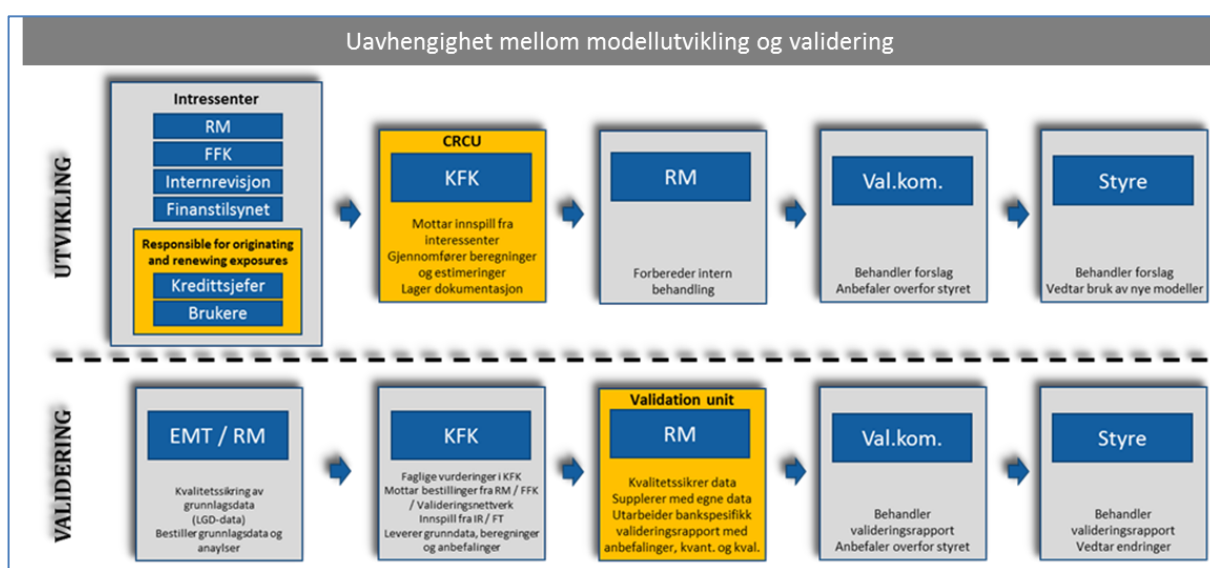 Uavhengighet mellom modellutvikling og validering
UTVIKLING
Intressenter
RM
FFK
Internrevisjon
Finanstilsynet
Responsible for originating
and renewing exposures
Kredittsjefer
Brukere
CRCU
KFK
Mottar innspill fra
interessenter
Gjennomfører beregninger
og estimeringer
Lager dokumentasjon
RM
Forbereder intern
behandling
Val.kom.
Behandler forslag
Anbefaler overfor styret
Styre
Behandler forslag
Vedtar bruk av nye modeller
VALIDERING
EMT / RM
Kvalitetssikring av
grunnlagsdata
(LGD-data)
Bestiller grunnlagsdata og
anaylser
KFK
Faglige vurderinger i KFK
Mottar bestillinger fra RM / FFK
/ Valideringsnettverk
Innspill fra IR / FT
Leverer grunndata, beregninger
og anbefalinger
Validation unit
RM
Kvalitetssikrer data
Supplerer med egne data
Utarbeider bankspesifikk
valideringsrapport med
anbefalinger, kvant. og kval.
Val.kom.
Behandler
valideringsrapport
Anbefaler overfor styret
Styre
Behandler
valideringsrapport
Vedtar endringer